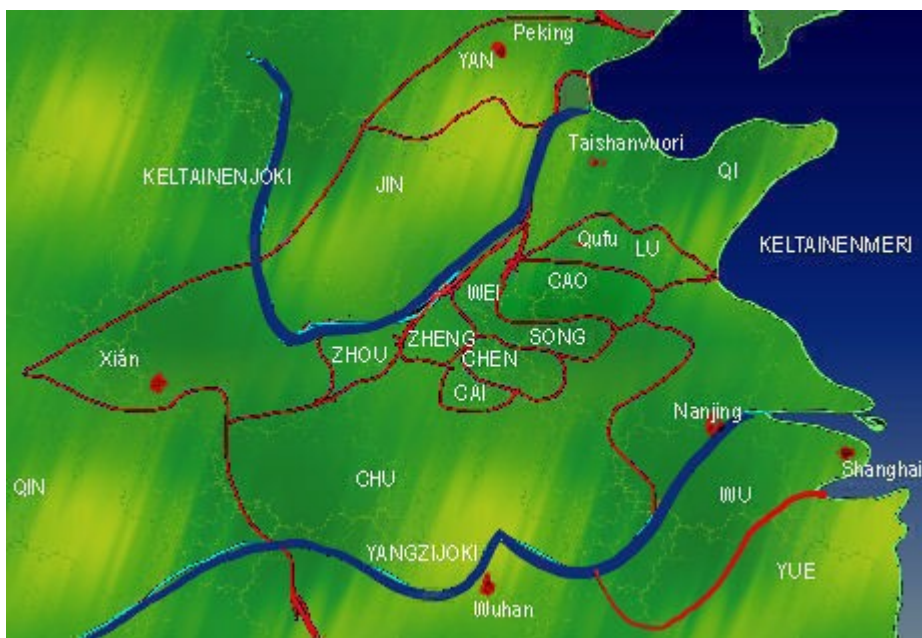 Peking
YAN
Taishanvuori
KELTAINENJOKI
JIN
QI
Qufu
LU
KELTAINENMERI
CAO
WEI
ZHENG
SONG
ZHOU
CHEN
Xián
CAI
Nanjing
Shanghai
CHU
QIN
WU
YANGZIJOKI
YUE
Wuhan